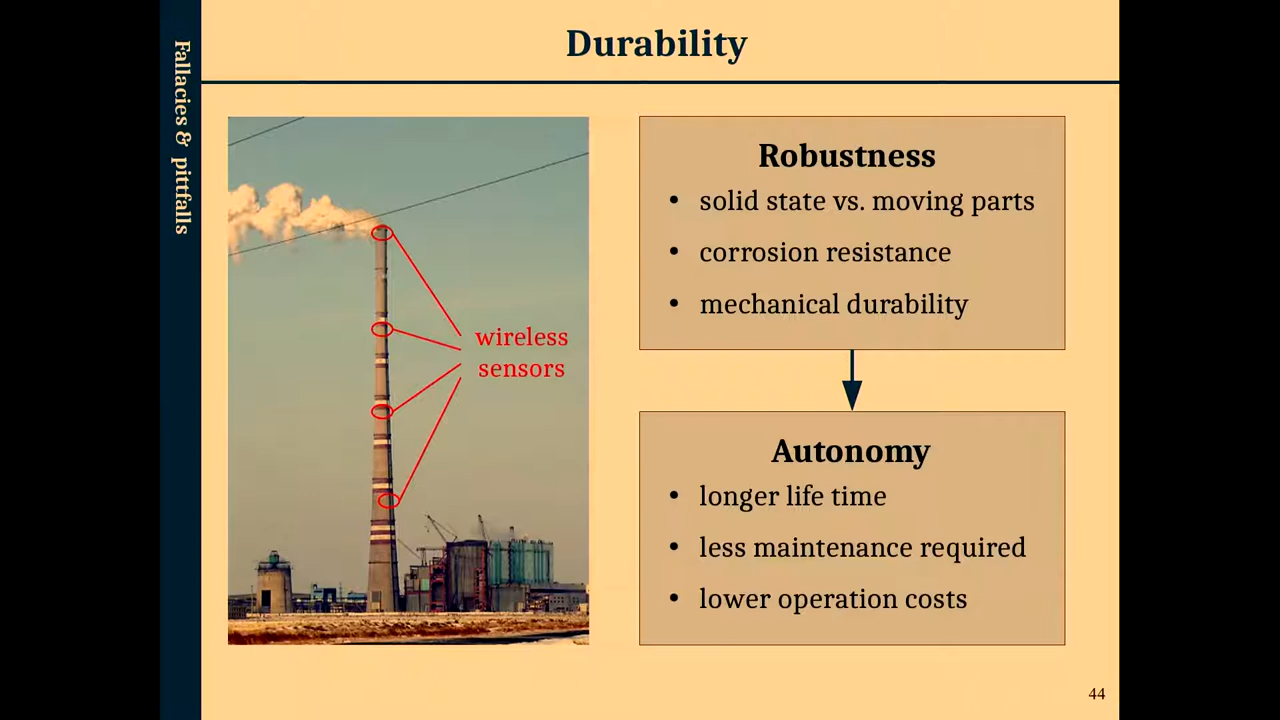 Durability
Fallacies & pittfalls
wireless
sensors
Robustness
• solid state vs. moving parts
• corrosion resistance
• mechanical durability
Autonomy
• longer life time
• less maintenance required
• lower operation costs
44